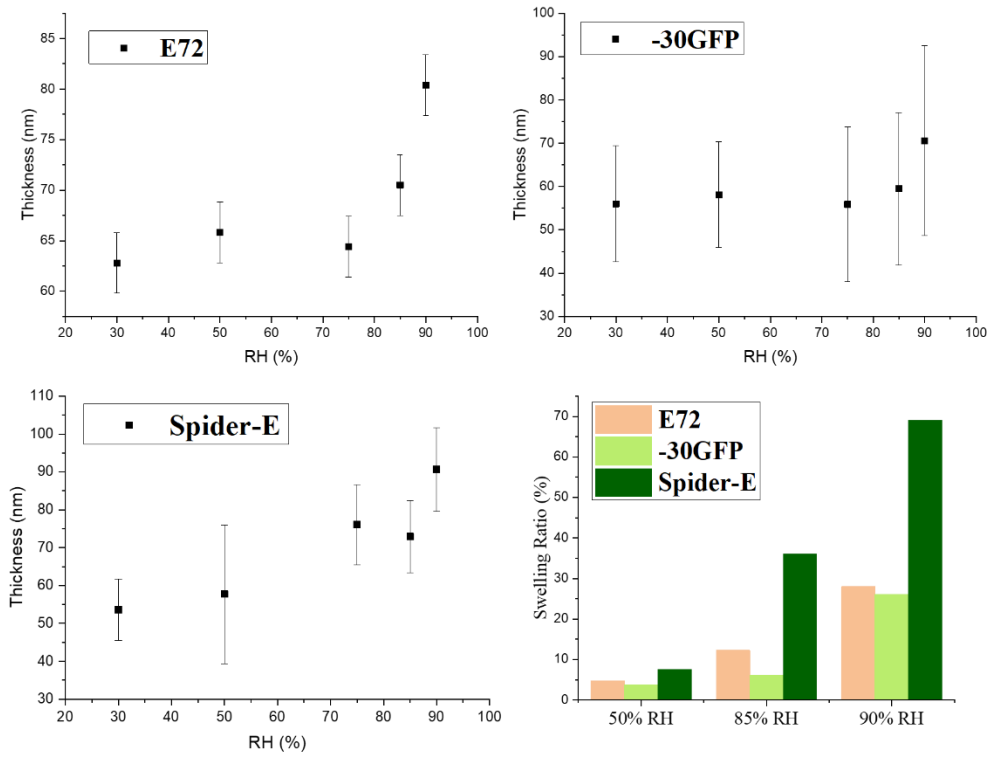 E72
Thickness (nm)
85
80
75
70
65
60
20 30 40 50 60 70 80 90 100
RH (%)
-30GFP
Thickness (nm)
100
90
80
70
60
50
40
30
20 30 40 50 60 70 80 90 100
RH (%)
Spider-E
Thickness (nm)
110
100
90
80
70
60
50
40
30
20 30 40 50 60 70 80 90 100
RH (%)
E72
-30GFP
Spider-E
Swelling Ratio (%)
70
60
50
40
30
20
10
0
50% RH 85% RH 90% RH